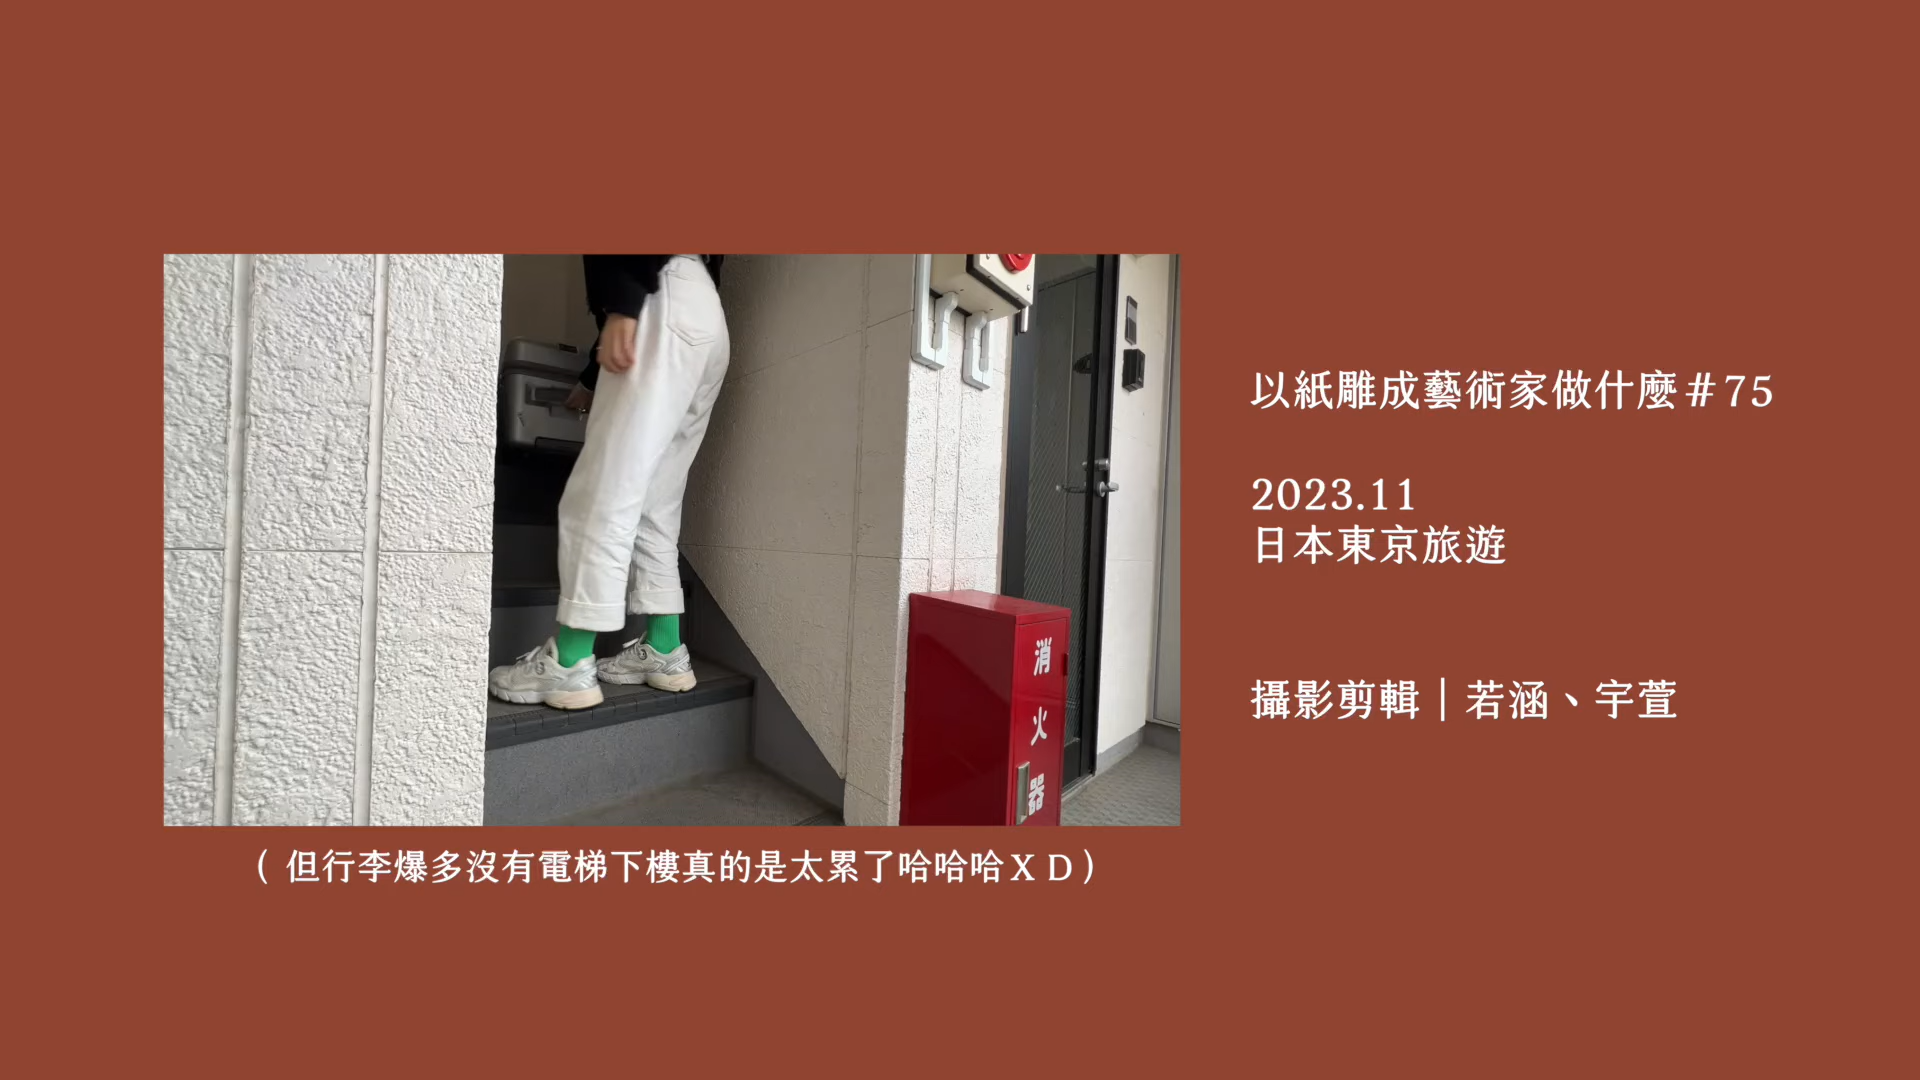 以紙雕成藝術家做什麼#75
2023.11
日本東京旅遊
攝影剪輯|若涵、宇萱
消火器
(但行李爆多沒有電梯下樓真的是太累了哈哈哈XD)